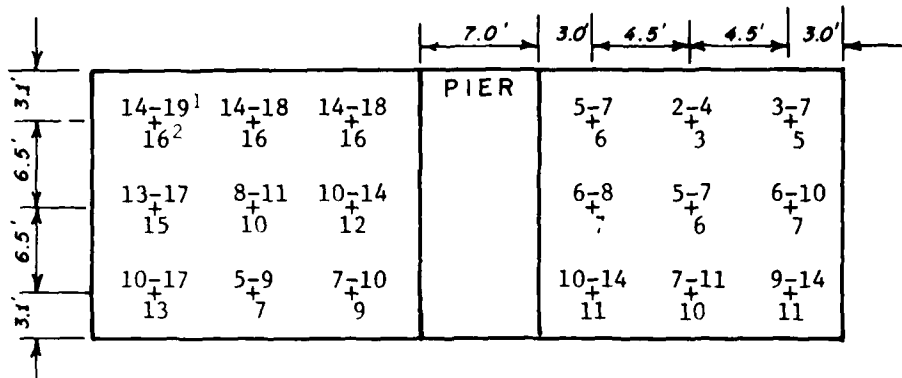 7.0' 3.0' 4.5' 4.5' 3.0'
3.1' 6.5' 6.5' 3.1'
PIER
14-19¹ 14-18 14-18 5-7 2-4 3-7
+ + + + + +
16² 16 16 6 3 5
13-17 8-11 10-14 6-8 5-7 6-10
+ + + + + +
15 10 12 7 6 7
10-17 5-9 7-10 10-14 7-11 9-14
+ + + + + +
13 7 9 11 10 11